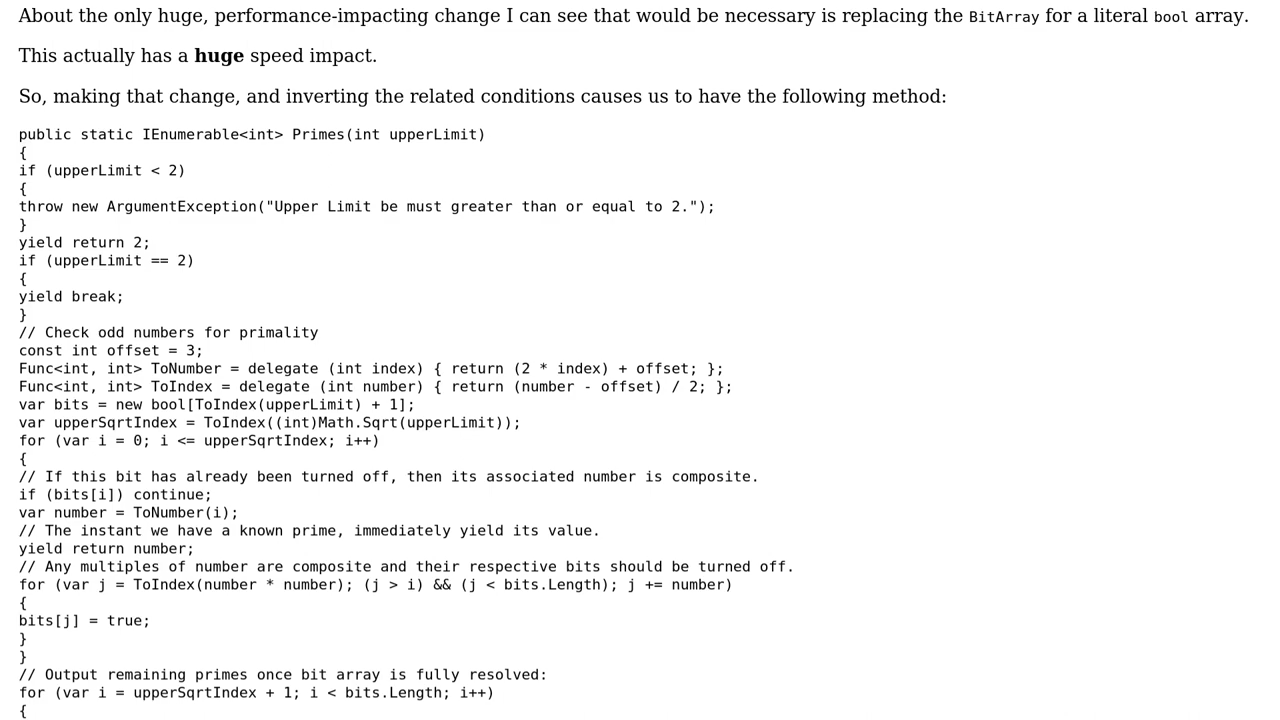 About the only huge, performance-impacting change I can see that would be necessary is replacing the BitArray for a literal bool array.
This actually has a huge speed impact.
So, making that change, and inverting the related conditions causes us to have the following method:
public static IEnumerable<int> Primes(int upperLimit)
{
if (upperLimit < 2)
{
throw new ArgumentException("Upper Limit be must greater than or equal to 2.");
}
yield return 2;
if (upperLimit == 2)
{
yield break;
}
// Check odd numbers for primality
const int offset = 3;
Func<int, int> ToNumber = delegate (int index) { return (2 * index) + offset; };
Func<int, int> ToIndex = delegate (int number) { return (number - offset) / 2; };
var bits = new bool[ToIndex(upperLimit) + 1];
var upperSqrtIndex = ToIndex((int)Math.Sqrt(upperLimit));
for (var i = 0; i <= upperSqrtIndex; i++)
{
// If this bit has already been turned off, then its associated number is composite.
if (bits[i]) continue;
var number = ToNumber(i);
// The instant we have a known prime, immediately yield its value.
yield return number;
// Any multiples of number are composite and their respective bits should be turned off.
for (var j = ToIndex(number * number); (j > i) && (j < bits.Length); j += number)
{
bits[j] = true;
}
}
// Output remaining primes once bit array is fully resolved:
for (var i = upperSqrtIndex + 1; i < bits.Length; i++)
{